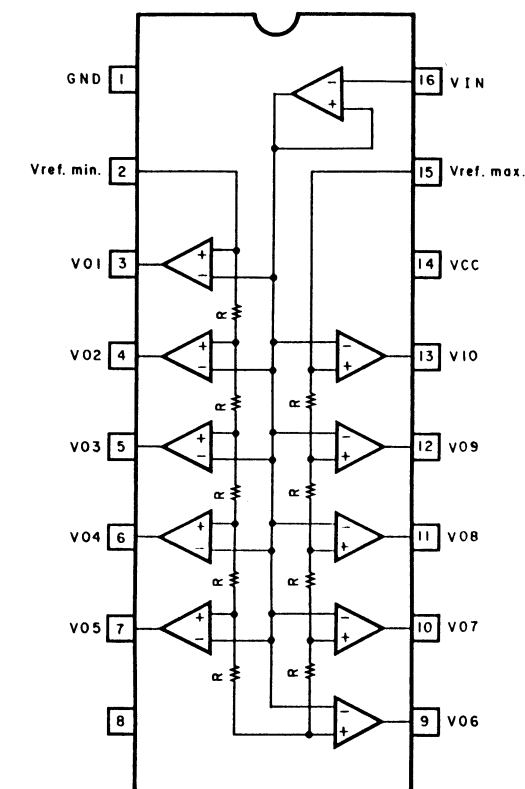 GND 1
16 VIN
Vref. min. 2
15 Vref. max.
VO1 3
14 VCC
R
VO2 4
13 V10
R R
VO3 5
12 VO9
R R
VO4 6
11 VO8
R R
VO5 7
10 VO7
R R
8
9 VO6
- +
+ -
+ -
- +
+ -
- +
+ -
- +
+ -
- +
- +